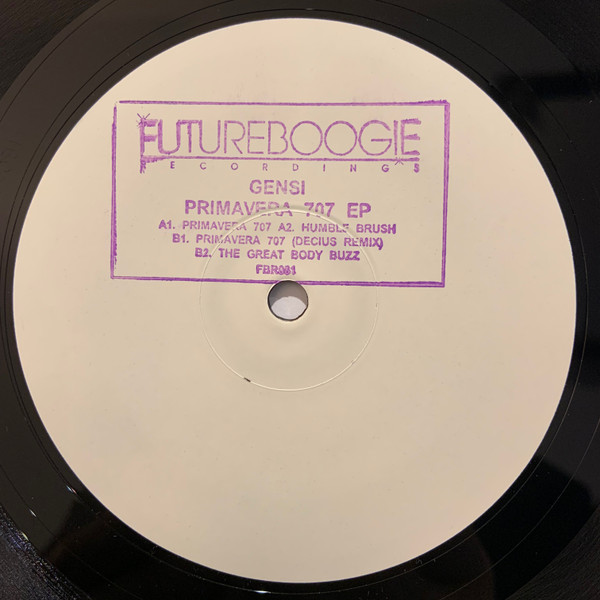 FUTUREBOOGIE
RECORDINGS
GENSI
PRIMAVERA 707 EP
A1. PRIMAVERA 707 A2. HUMBLE BRUSH
B1. PRIMAVERA 707 (DECIUS REMIX)
B2. THE GREAT BODY BUZZ